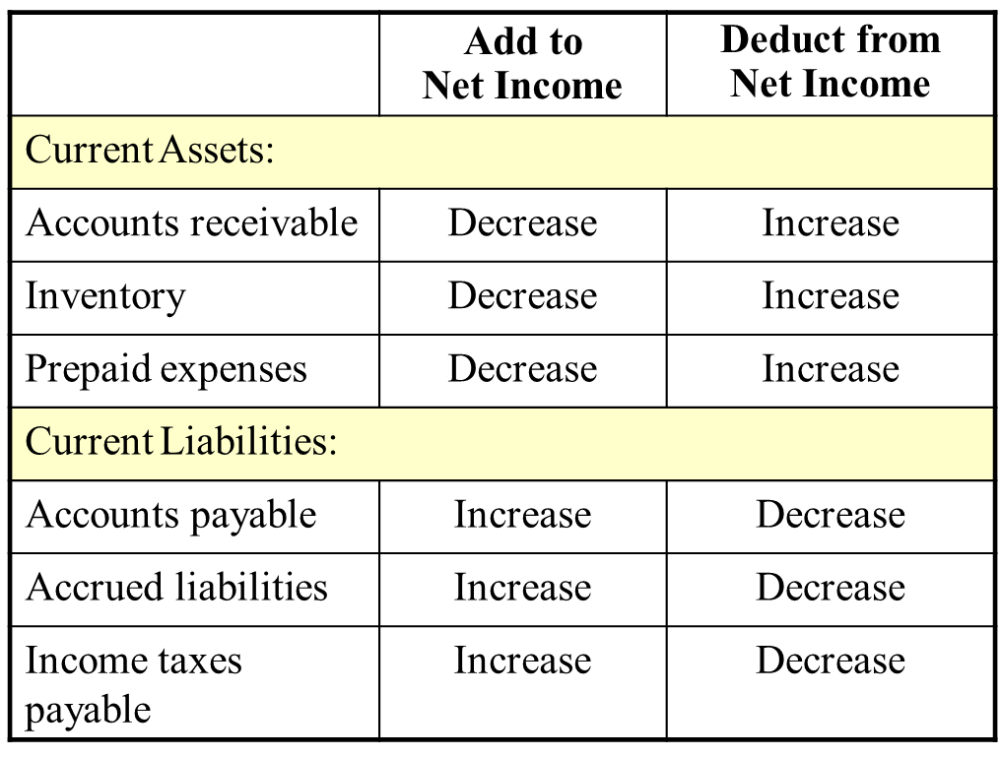 Add to
Net Income
Deduct from
Net Income
Current Assets:
Accounts receivable Decrease Increase
Inventory Decrease Increase
Prepaid expenses Decrease Increase
Current Liabilities:
Accounts payable Increase Decrease
Accrued liabilities Increase Decrease
Income taxes
payable Increase Decrease